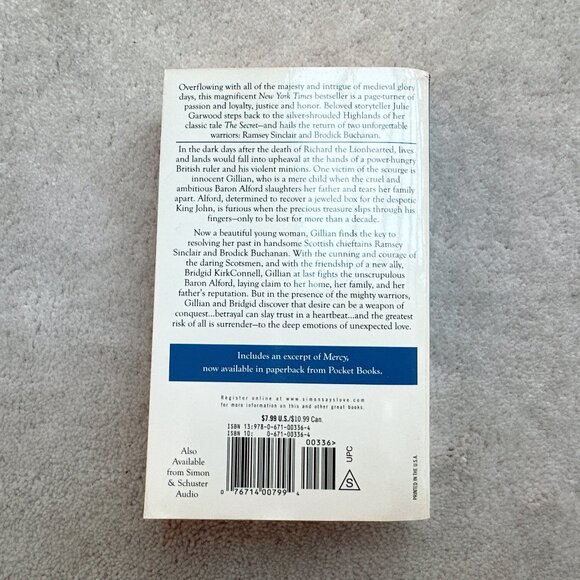 Overflowing with all of the majesty and intrigue of medieval glory
days, this magnificent New York Times bestseller is a page-turner of
passion and loyalty, justice and honor. Beloved storyteller Julie
Garwood steps back to the silver-shrouded Highlands of her
classic tale The Secret—and hails the return of two unforgettable
warriors: Ramsey Sinclair and Brodick Buchanan.
In the dark days after the death of Richard the Lionhearted, lives
and lands would fall into upheaval at the hands of a power-hungry
British ruler and his violent minions. One victim of the scourge is
innocent Gillian, who is a mere child when the cruel and
ambitious Baron Alford slaughters her father and tears her family
apart. Alford, determined to recover a jeweled box for the despotic
King John, is furious when the precious treasure slips through his
fingers—only to be lost for more than a decade.
Now a beautiful young woman, Gillian finds the key to
resolving her past in handsome Scottish chieftains Ramsey
Sinclair and Brodick Buchanan. With the cunning and courage of
the daring Scotsmen, and with the friendship of a new ally,
Bridgid KirkConnell, Gillian at last fights the unscrupulous
Baron Alford, laying claim to her home, her family, and her
father's reputation. But in the presence of the mighty warriors,
Gillian and Bridgid discover that desire can be a weapon of
conquest...betrayal can slay trust in a heartbeat...and the greatest
risk of all is surrender—to the deep emotions of unexpected love.
Includes an excerpt of Mercy,
now available in paperback from Pocket Books.
Register online at www.simonsayslove.com
for more information on this and other great books.
$7.99 U.S./$10.99 Can.
ISBN 13:978-0-671-00336-4
ISBN 10: 0-671-00336-4
00336>
Also
Available
from Simon
& Schuster
Audio
0 76714 00799 4
S
UPC
PRINTED IN THE U.S.A.